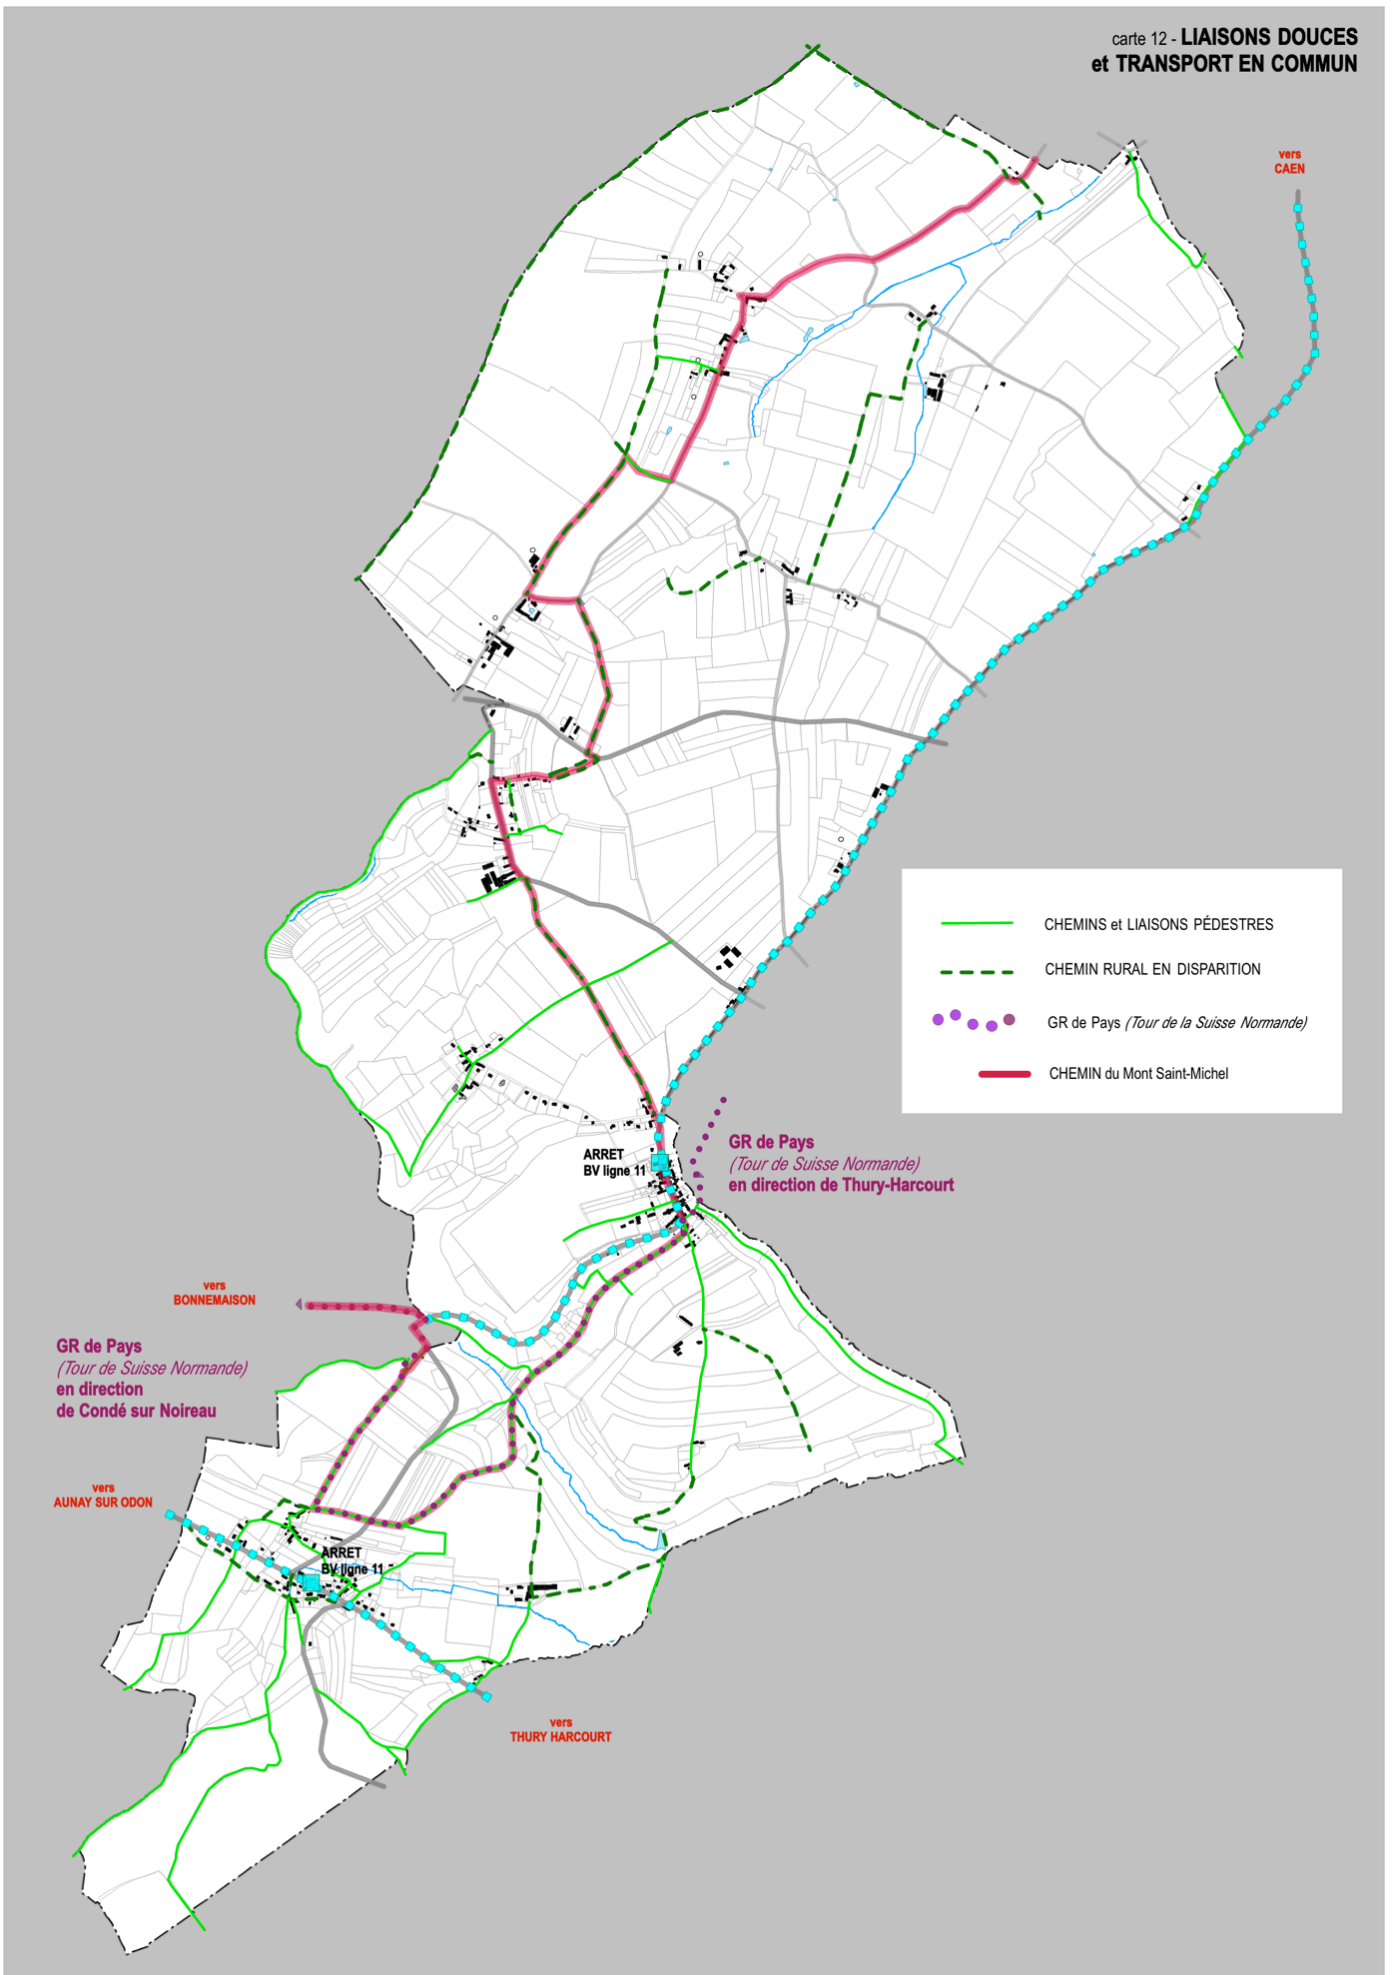 carte 12 - LIAISONS DOUCES
et TRANSPORT EN COMMUN
vers
CAEN
CHEMINS et LIAISONS PÉDESTRES
CHEMIN RURAL EN DISPARITION
GR de Pays (Tour de la Suisse Normande)
CHEMIN du Mont Saint-Michel
ARRET
BV ligne 11
GR de Pays
(Tour de Suisse Normande)
en direction de Thury-Harcourt
vers
BONNEMAISON
GR de Pays
(Tour de Suisse Normande)
en direction
de Condé sur Noireau
vers
AUNAY SUR ODON
ARRET
BV ligne 11
vers
THURY HARCOURT